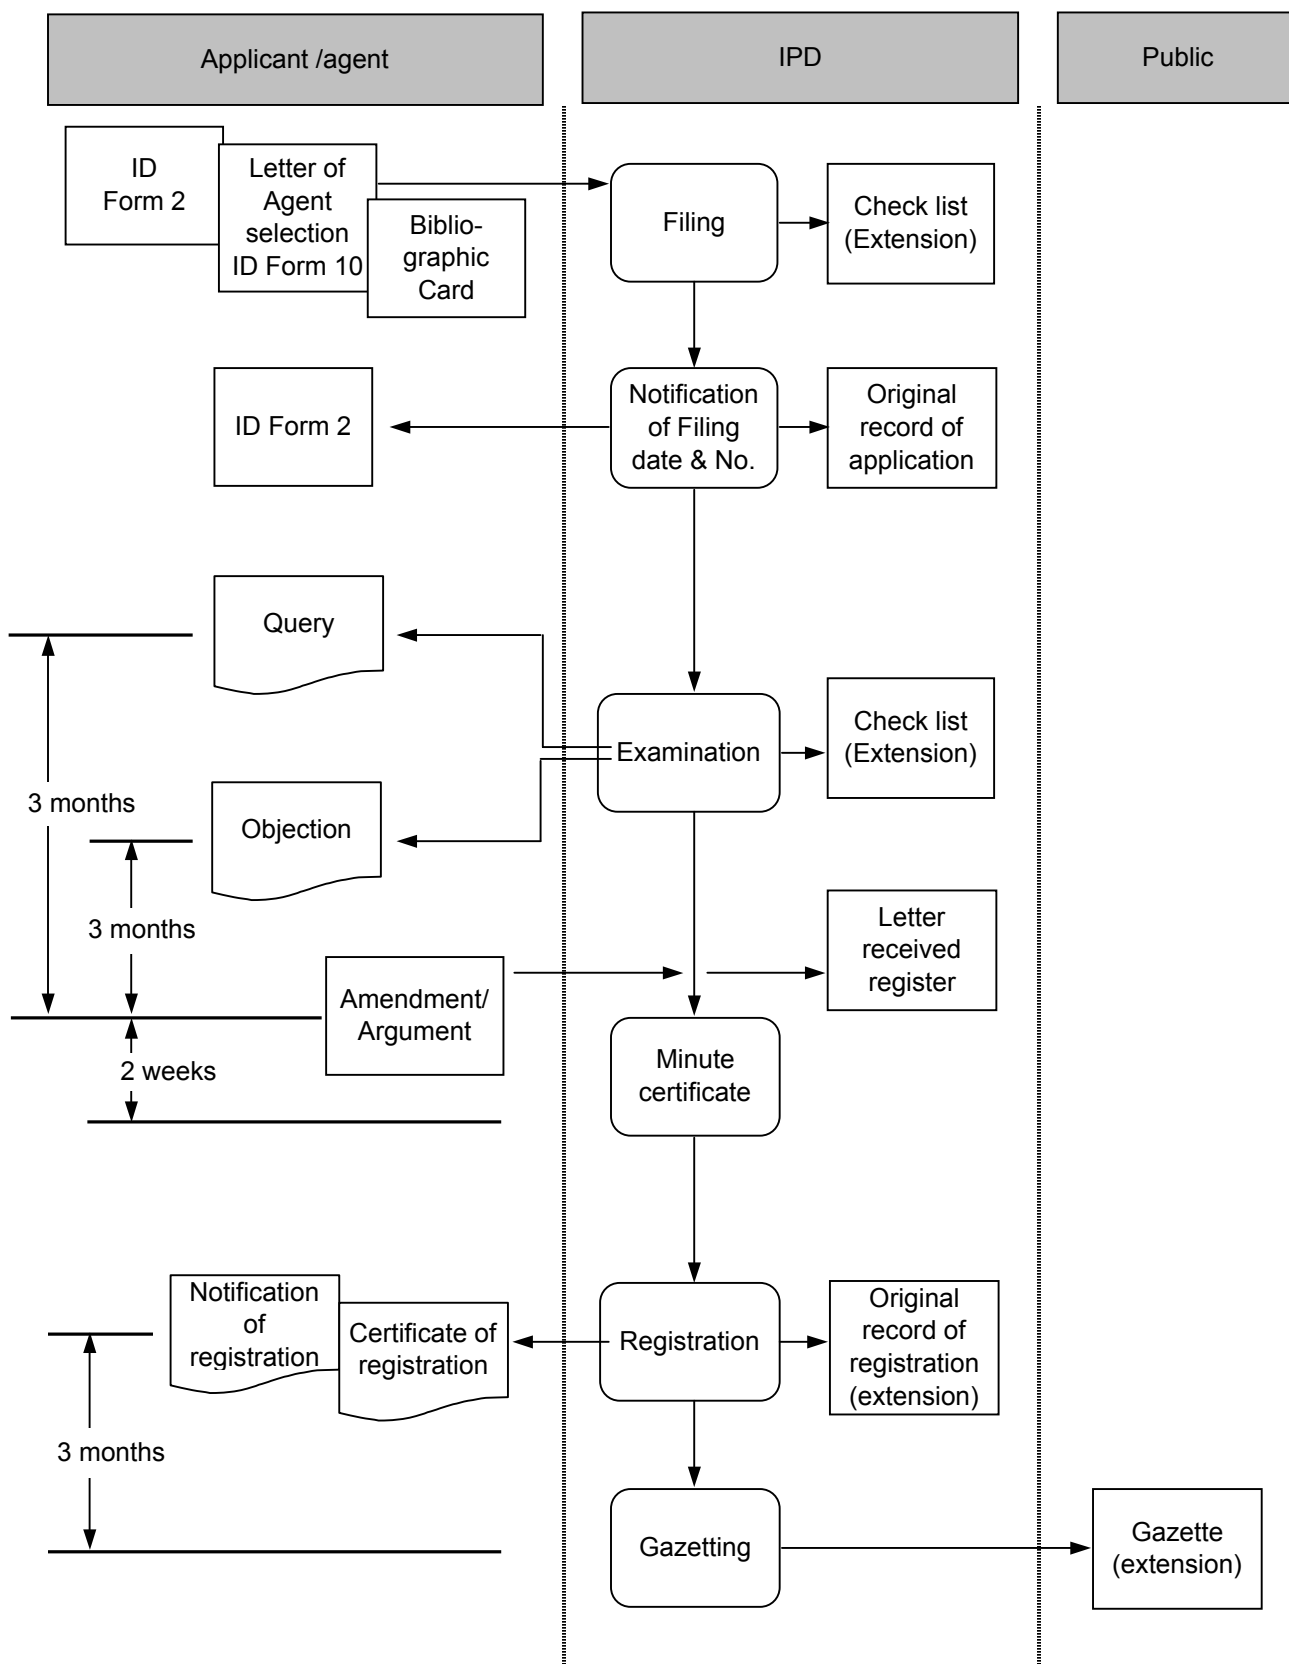 Applicant /agent
IPD
Public
ID
Form 2
Letter of
Agent
selection
ID Form 10
Biblio-
graphic
Card
Filing
Check list
(Extension)
ID Form 2
Notification
of Filing
date & No.
Original
record of
application
Query
Examination
Check list
(Extension)
3 months
Objection
3 months
Letter
received
register
Amendment/
Argument
2 weeks
Minute
certificate
Notification
of
registration
Certificate of
registration
Registration
Original
record of
registration
(extension)
3 months
Gazetting
Gazette
(extension)